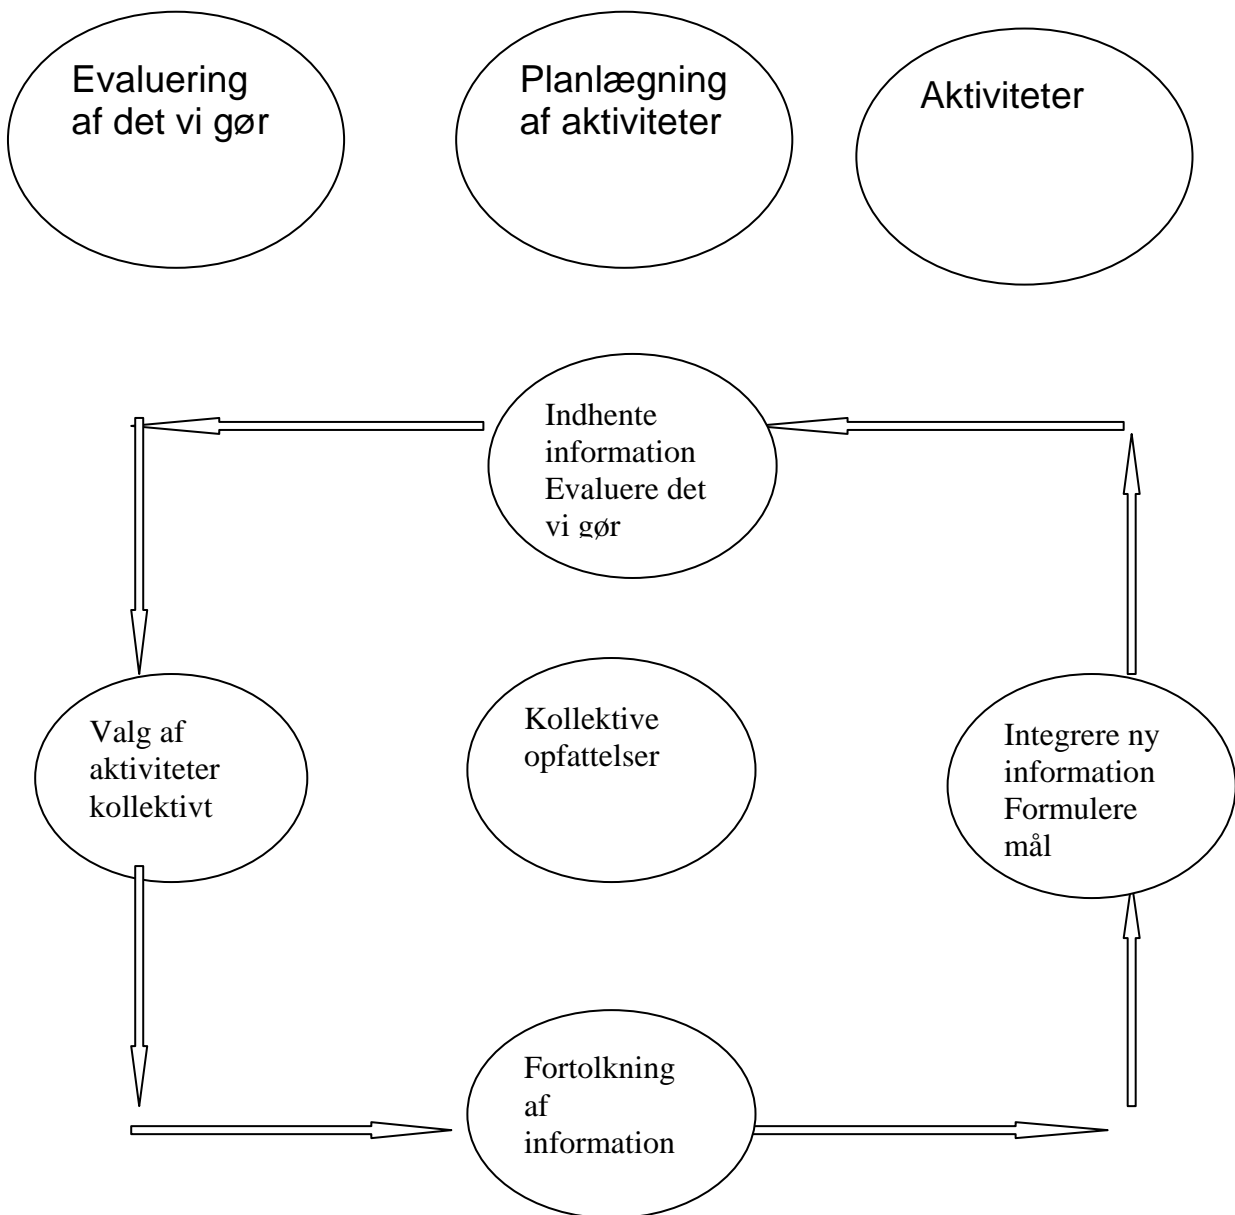 Evaluering
af det vi gør
Planlægning
af aktiviteter
Aktiviteter
Indhente
information
Evaluere det
vi gør
Valg af
aktiviteter
kollektivt
Kollektive
opfattelser
Integrere ny
information
Formulere
mål
Fortolkning
af
information